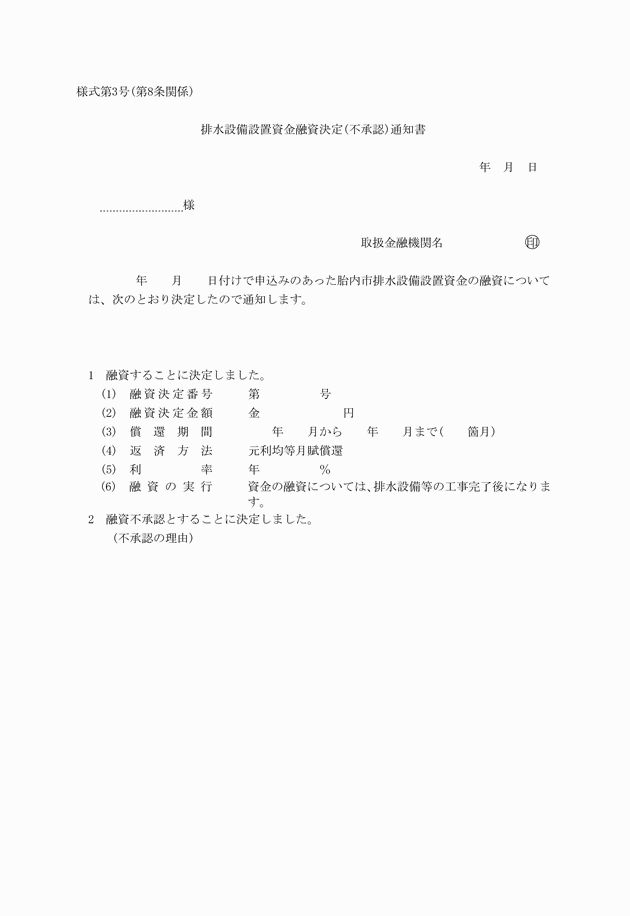 様式第3号(第8条関係)
排水設備設置資金融資決定(不承認)通知書
年　月　日
..........................様
取扱金融機関名　　　　　　　㊞
年　　月　　日付けで申込みのあった胎内市排水設備設置資金の融資について
は、次のとおり決定したので通知します。
1　融資することに決定しました。
(1)　融資決定番号　　　第　　　　　号
(2)　融資決定金額　　　金　　　　　　　円
(3)　償還期間　　　　　年　　月から　　年　　月まで(　　箇月)
(4)　返済方法　　　元利均等月賦償還
(5)　利率　　　年　　　　　％
(6)　融資の実行　　　資金の融資については、排水設備等の工事完了後になりま
す。
2　融資不承認とすることに決定しました。
(不承認の理由)